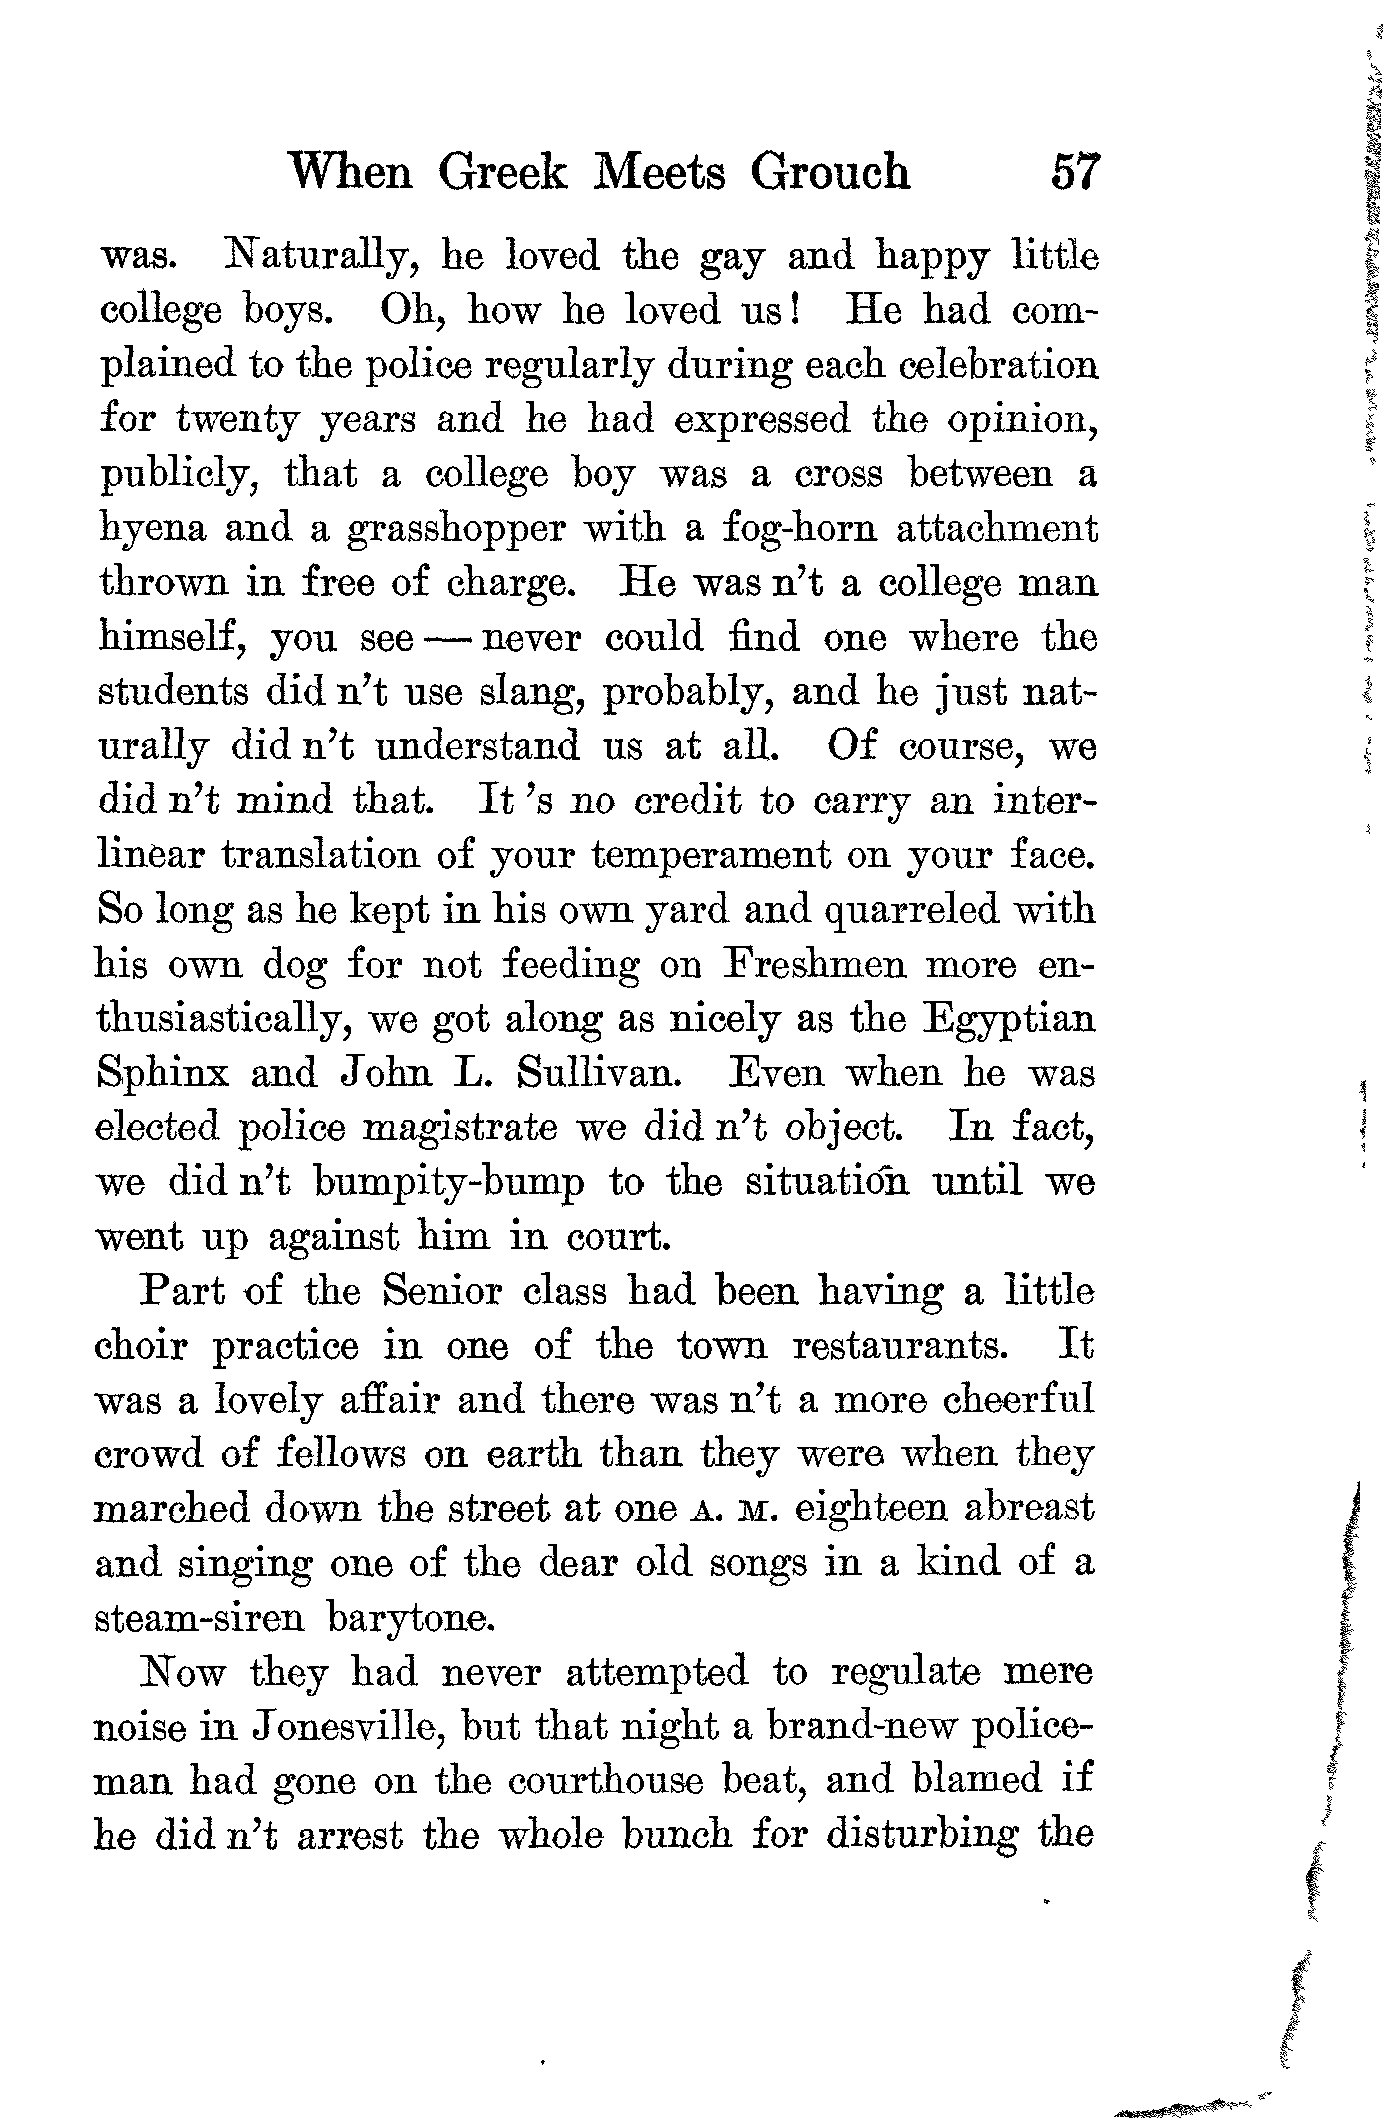 When Greek Meets Grouch 57
was. Naturally, he loved the gay and happy little
college boys. Oh, how he loved us! He had com-
plained to the police regularly during each celebration
for twenty years and he had expressed the opinion,
publicly, that a college boy was a cross between a
hyena and a grasshopper with a fog-horn attachment
thrown in free of charge. He was n't a college man
himself, you see — never could find one where the
students did n't use slang, probably, and he just nat-
urally did n't understand us at all. Of course, we
did n't mind that. It 's no credit to carry an inter-
linear translation of your temperament on your face.
So long as he kept in his own yard and quarreled with
his own dog for not feeding on Freshmen more en-
thusiastically, we got along as nicely as the Egyptian
Sphinx and John L. Sullivan. Even when he was
elected police magistrate we did n't object. In fact,
we did n't bumpity-bump to the situation until we
went up against him in court.
Part of the Senior class had been having a little
choir practice in one of the town restaurants. It
was a lovely affair and there was n't a more cheerful
crowd of fellows on earth than they were when they
marched down the street at one A. M. eighteen abreast
and singing one of the dear old songs in a kind of a
steam-siren barytone.
Now they had never attempted to regulate mere
noise in Jonesville, but that night a brand-new police-
man had gone on the courthouse beat, and blamed if
he did n't arrest the whole bunch for disturbing the